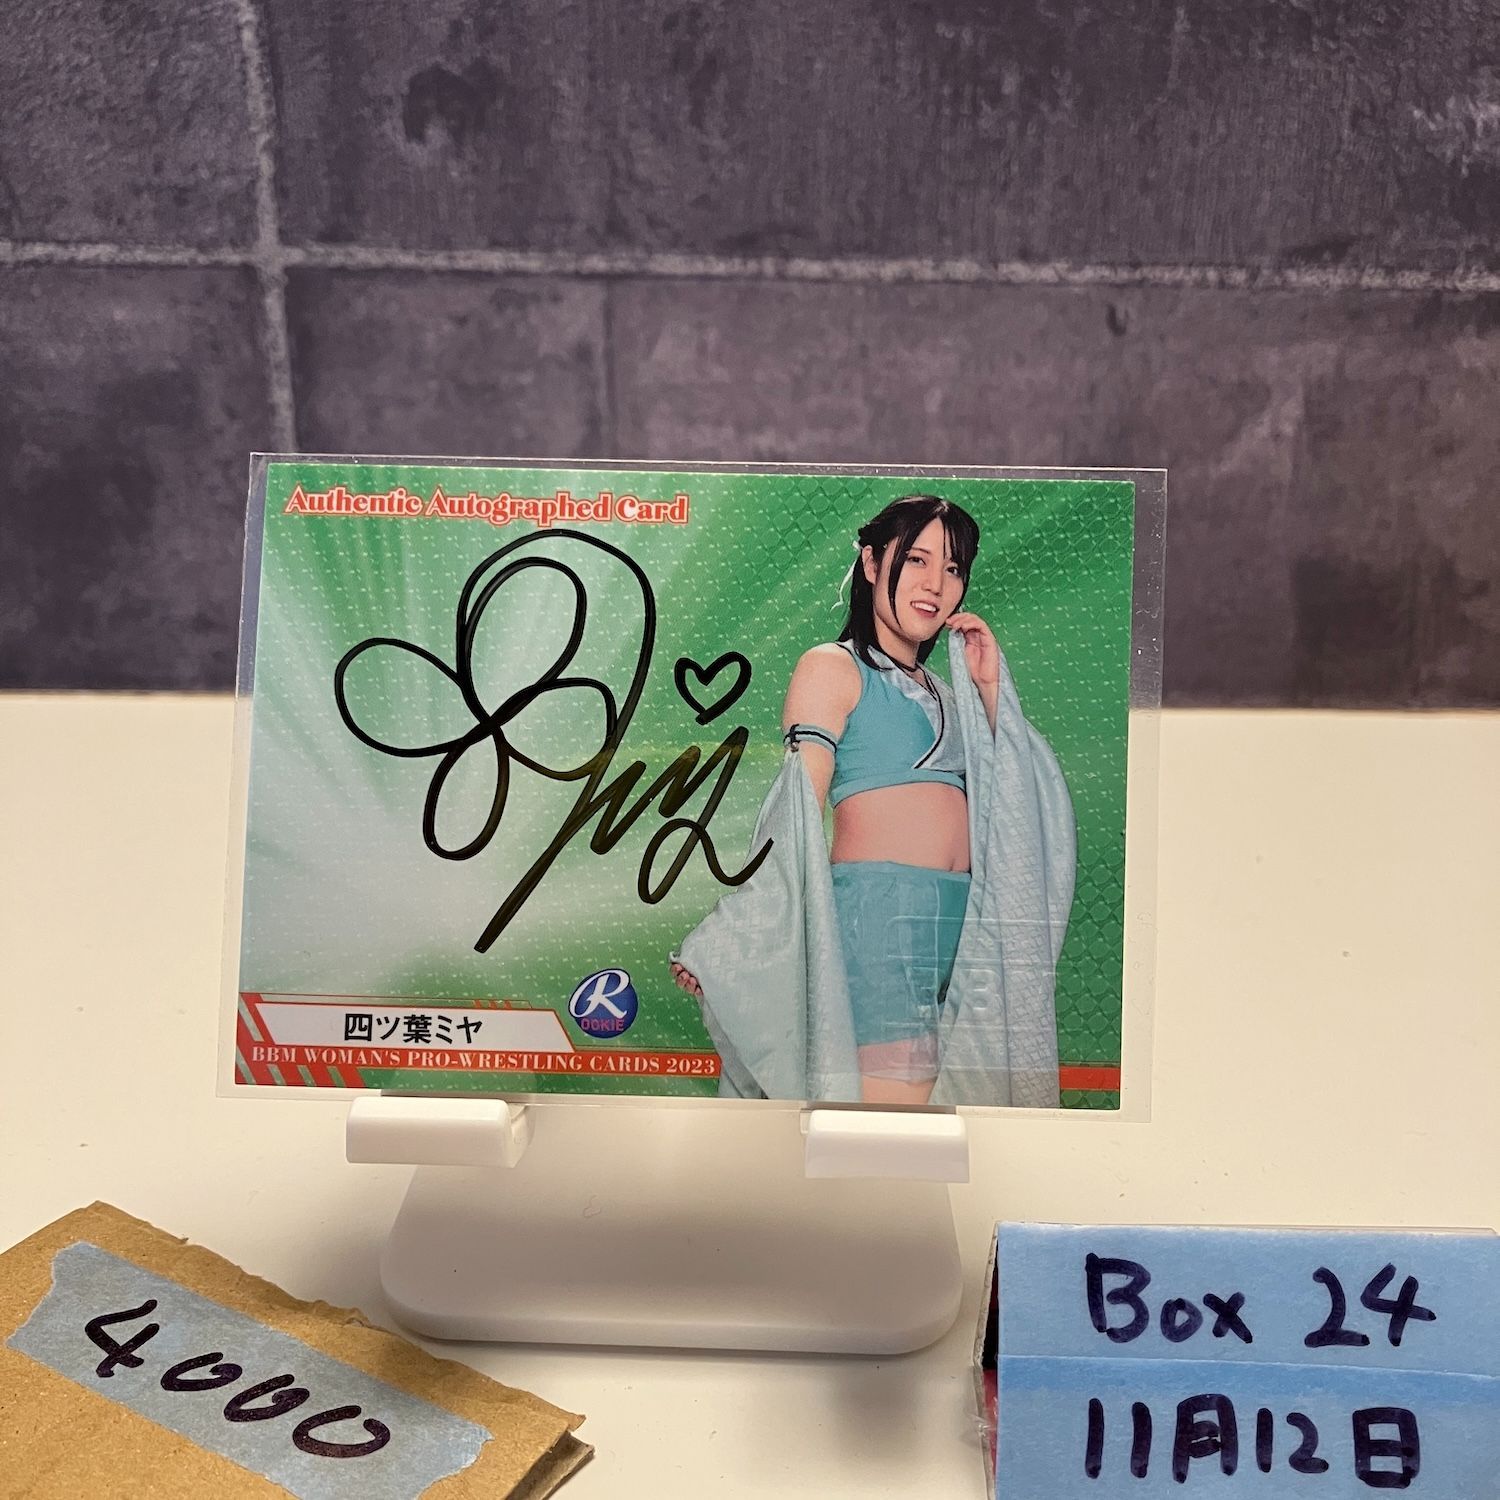 Authentic Autographed Card
四ツ葉ミヤ
R
OOKIE
BBM WOMAN'S PRO-WRESTLING CARDS 2023
4000
Box 24
11月12日